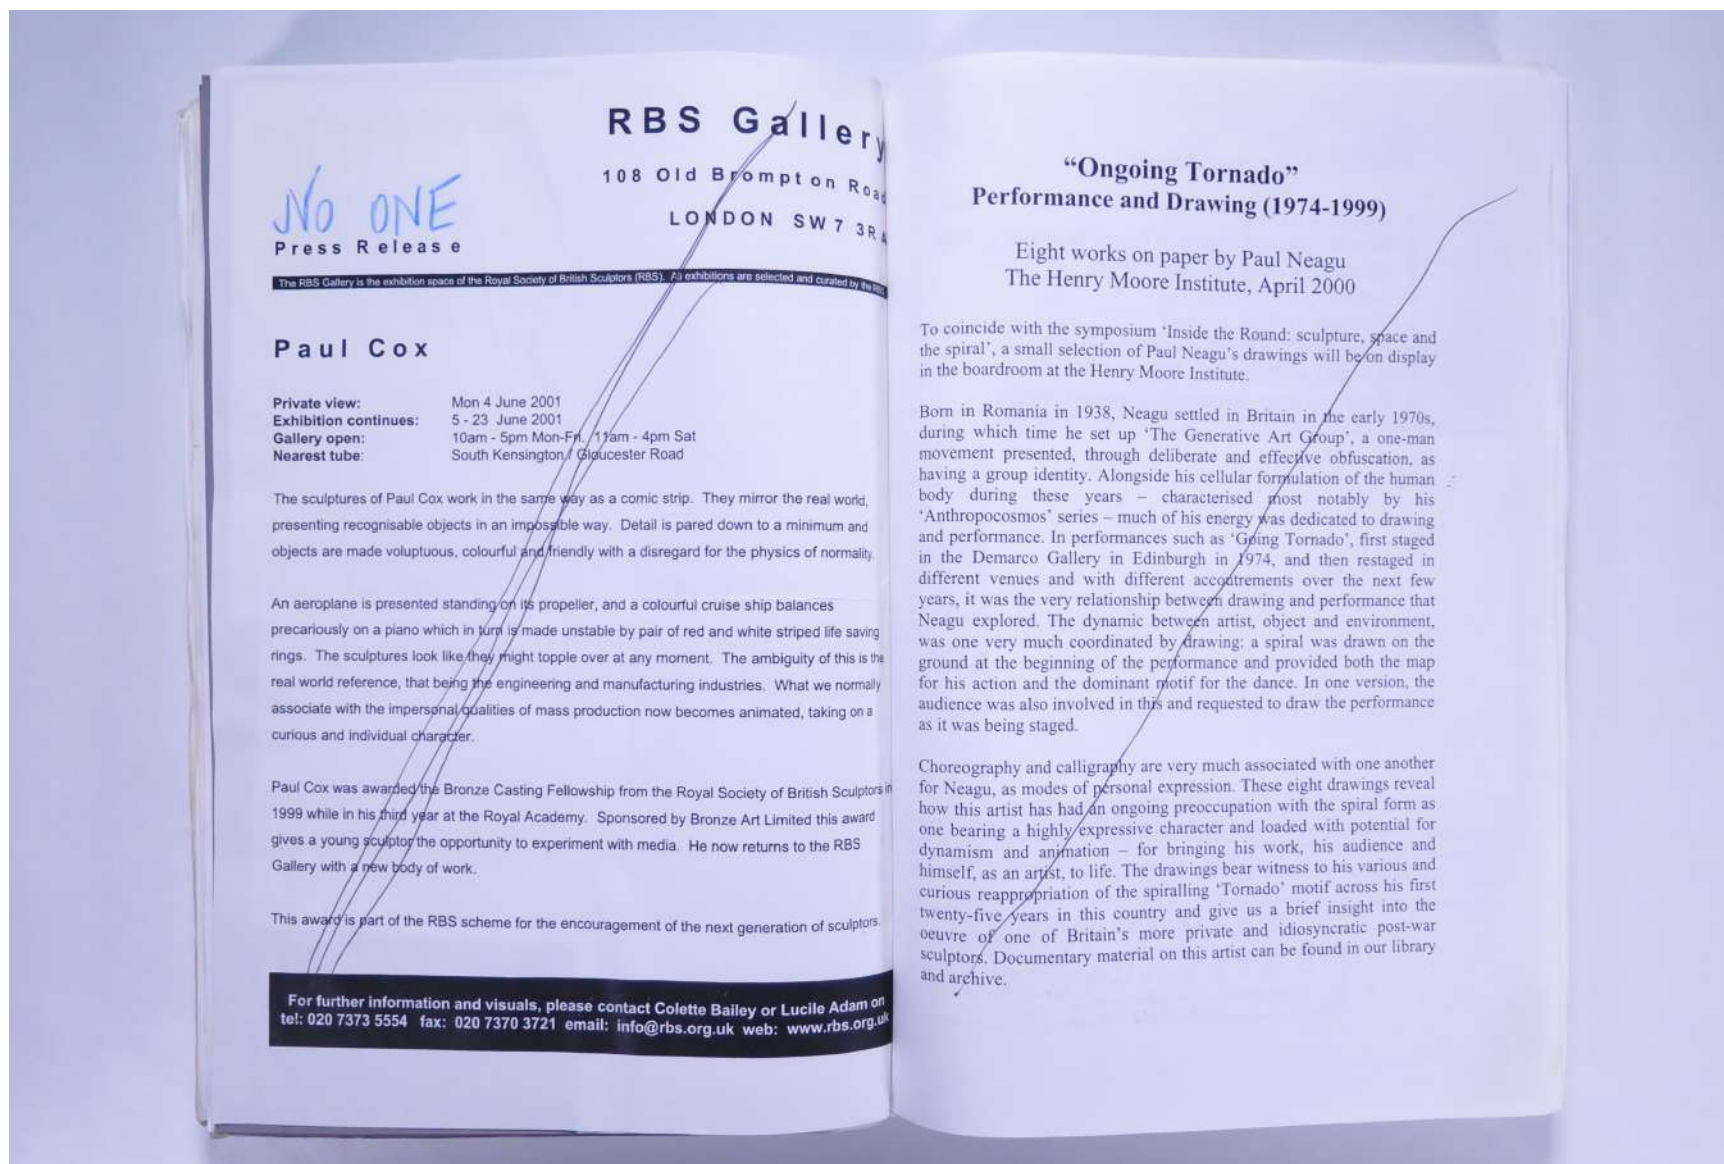 RBS Gallery
108 Old Brompton Road
LONDON SW7 3RA
NO ONE
Press Release
The RBS Gallery is the exhibition space of the Royal Society of British Sculptors (RBS). All exhibitions are selected and curated by the RBS
Paul Cox
Private view: Mon 4 June 2001
Exhibition continues: 5 - 23 June 2001
Gallery open: 10am - 5pm Mon-Fri, 11am - 4pm Sat
Nearest tube: South Kensington / Gloucester Road
The sculptures of Paul Cox work in the same way as a comic strip. They mirror the real world,
presenting recognisable objects in an impossible way. Detail is pared down to a minimum and
objects are made voluptuous, colourful and friendly with a disregard for the physics of normality.
An aeroplane is presented standing on its propeller, and a colourful cruise ship balances
precariously on a piano which in turn is made unstable by pair of red and white striped life saving
rings. The sculptures look like they might topple over at any moment. The ambiguity of this is the
real world reference, that being the engineering and manufacturing industries. What we normally
associate with the impersonal qualities of mass production now becomes animated, taking on a
curious and individual character.
Paul Cox was awarded the Bronze Casting Fellowship from the Royal Society of British Sculptors in
1999 while in his third year at the Royal Academy. Sponsored by Bronze Art Limited this award
gives a young sculptor the opportunity to experiment with media. He now returns to the RBS
Gallery with a new body of work.
This award is part of the RBS scheme for the encouragement of the next generation of sculptors.
For further information and visuals, please contact Colette Bailey or Lucile Adam on
tel: 020 7373 5554 fax: 020 7370 3721 email: info@rbs.org.uk web: www.rbs.org.uk
“Ongoing Tornado”
Performance and Drawing (1974-1999)
Eight works on paper by Paul Neagu
The Henry Moore Institute, April 2000
To coincide with the symposium ‘Inside the Round: sculpture, space and
the spiral’, a small selection of Paul Neagu’s drawings will be on display
in the boardroom at the Henry Moore Institute.
Born in Romania in 1938, Neagu settled in Britain in the early 1970s,
during which time he set up ‘The Generative Art Group’, a one-man
movement presented, through deliberate and effective obfuscation, as
having a group identity. Alongside his cellular formulation of the human
body during these years – characterised most notably by his
‘Anthropocosmos’ series – much of his energy was dedicated to drawing
and performance. In performances such as ‘Going Tornado’, first staged
in the Demarco Gallery in Edinburgh in 1974, and then restaged in
different venues and with different accoutrements over the next few
years, it was the very relationship between drawing and performance that
Neagu explored. The dynamic between artist, object and environment,
was one very much coordinated by drawing: a spiral was drawn on the
ground at the beginning of the performance and provided both the map
for his action and the dominant motif for the dance. In one version, the
audience was also involved in this and requested to draw the performance
as it was being staged.
Choreography and calligraphy are very much associated with one another
for Neagu, as modes of personal expression. These eight drawings reveal
how this artist has had an ongoing preoccupation with the spiral form as
one bearing a highly expressive character and loaded with potential for
dynamism and animation – for bringing his work, his audience and
himself, as an artist, to life. The drawings bear witness to his various and
curious reappropriation of the spiralling ‘Tornado’ motif across his first
twenty-five years in this country and give us a brief insight into the
oeuvre of one of Britain’s more private and idiosyncratic post-war
sculptors. Documentary material on this artist can be found in our library
and archive.